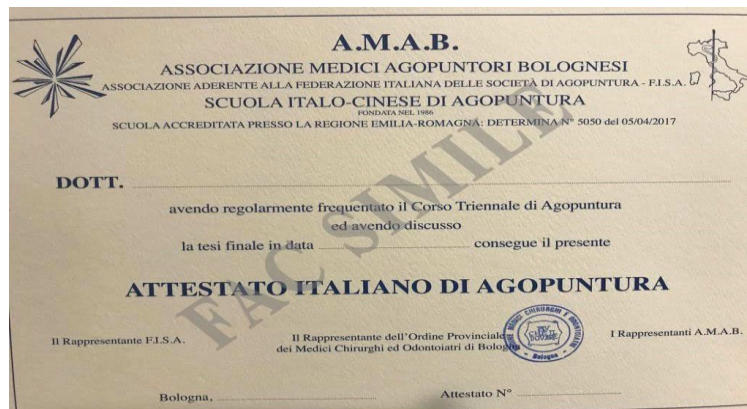 A.M.A.B.
ASSOCIAZIONE MEDICI AGOPUNTORI BOLOGNESI
ASSOCIAZIONE ADERENTE ALLA FEDERAZIONE ITALIANA DELLE SOCIETÀ DI AGOPUNTURA - F.I.S.A.
SCUOLA ITALO-CINESE DI AGOPUNTURA
FONDATA NEL 1986
SCUOLA ACCREDITATA PRESSO LA REGIONE EMILIA-ROMAGNA: DETERMINA N° 5050 del 05/04/2017
FAC SIMILE
DOTT.
avendo regolarmente frequentato il Corso Triennale di Agopuntura
ed avendo discusso
la tesi finale in data consegue il presente
ATTESTATO ITALIANO DI AGOPUNTURA
Il Rappresentante F.I.S.A.
Il Rappresentante dell'Ordine Provinciale
dei Medici Chirurghi ed Odontoiatri di Bologna
I Rappresentanti A.M.A.B.
MEDICI CHIRURGHI E
Bologna
Bologna,
Attestato N°